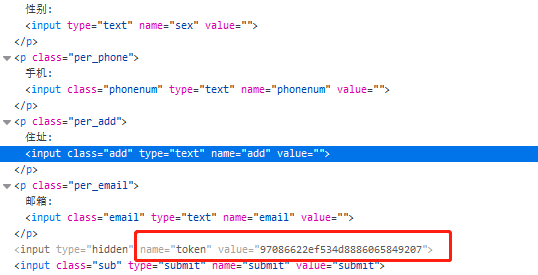 性别:
<input type="text" name="sex" value="">
</p>
<p class="per_phone">
手机:
<input class="phonenum" type="text" name="phonenum" value="">
</p>
<p class="per_add">
住址:
<input class="add" type="text" name="add" value="">
</p>
<p class="per_email">
邮箱:
<input class="email" type="text" name="email" value="">
</p>
<input type="hidden" name="token" value="97086622ef534d8886065849207">
<input class="sub" type="submit" name="submit" value="submit">